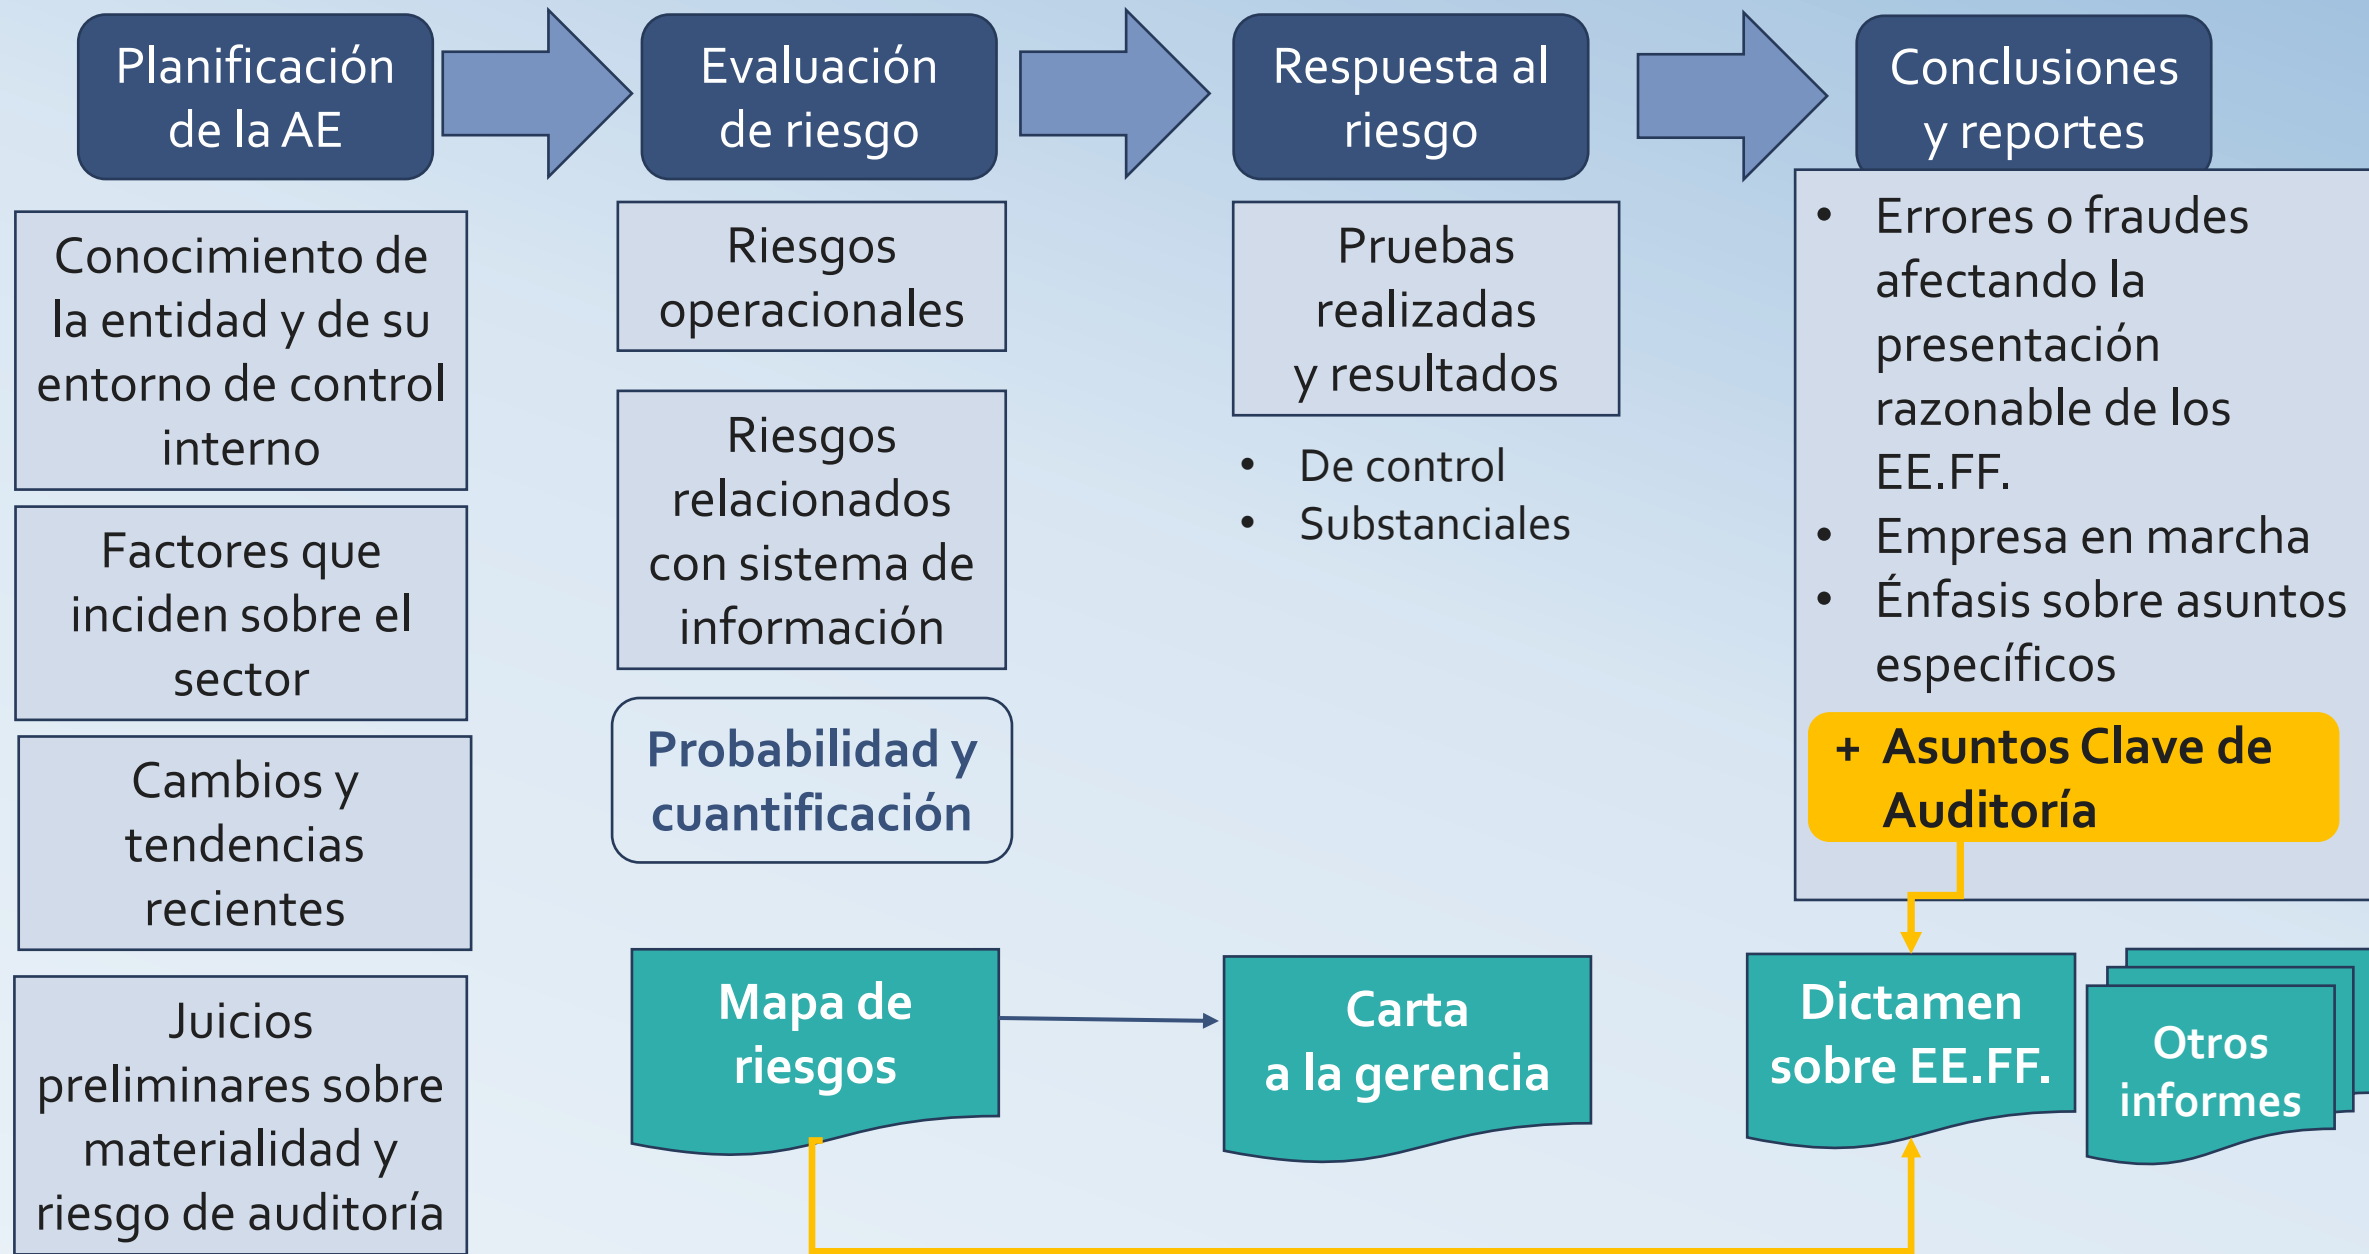 Planificación
de la AE
Conocimiento de
la entidad y de su
entorno de control
interno
Factores que
inciden sobre el
sector
Cambios y
tendencias
recientes
Juicios
preliminares sobre
materialidad y
riesgo de auditoría
Evaluación
de riesgo
Riesgos
operacionales
Riesgos
relacionados
con sistema de
información
Probabilidad y
cuantificación
Mapa de
riesgos
Respuesta al
riesgo
Pruebas
realizadas
y resultados
• De control
• Substanciales
Carta
a la gerencia
Conclusiones
y reportes
• Errores o fraudes
afectando la
presentación
razonable de los
EE.FF.
• Empresa en marcha
• Énfasis sobre asuntos
específicos
+ Asuntos Clave de
Auditoría
Dictamen
sobre EE.FF.
Otros
informes